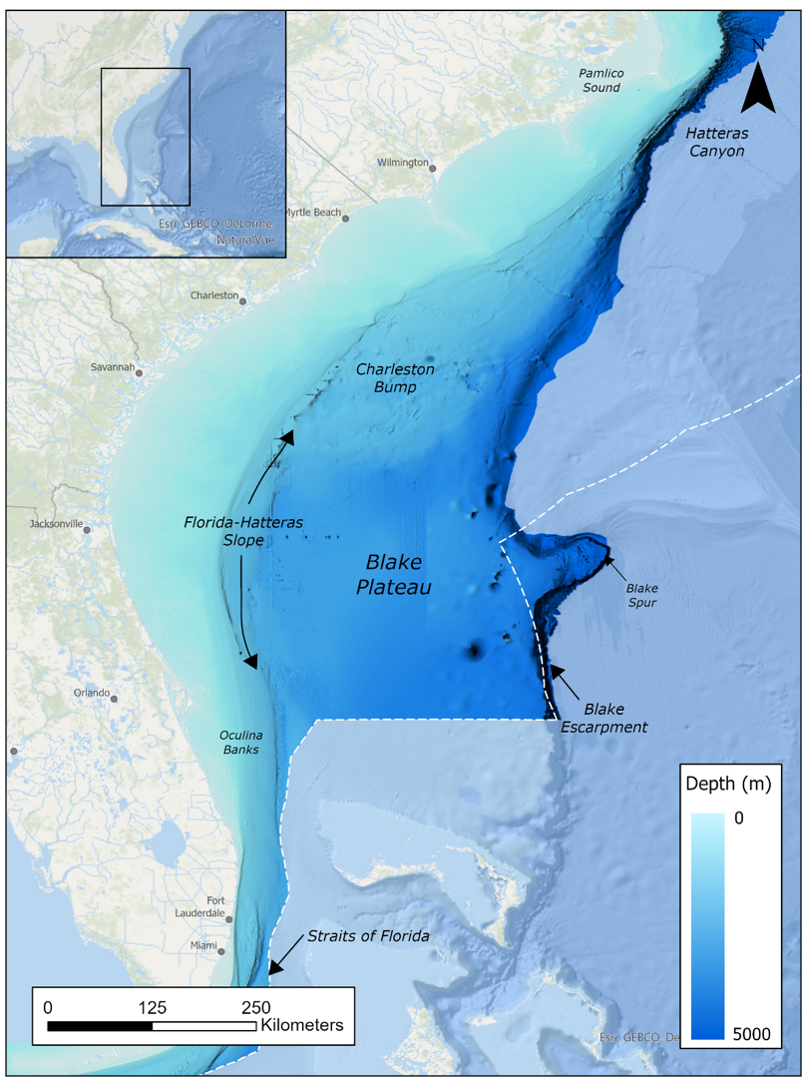 N
Pamlico
Sound
Hatteras
Canyon
Wilmington
Myrtle Beach
Esri, GEBCO, DeLorme,
NaturalVue
Charleston
Savannah
Charleston
Bump
Florida-Hatteras
Slope
Jacksonville
Blake
Plateau
Blake
Spur
Orlando
Blake
Escarpment
Oculina
Banks
Depth (m)
0
5000
Fort
Lauderdale
Miami
Straits of Florida
0 125 250
Kilometers
Esri, GEBCO, De